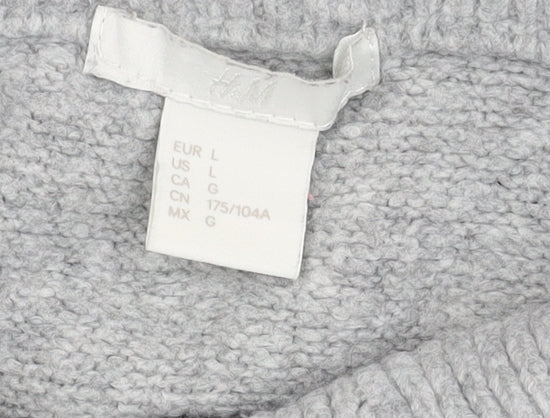 H&M
EUR L
US L
CA G
CN 175/104A
MX G